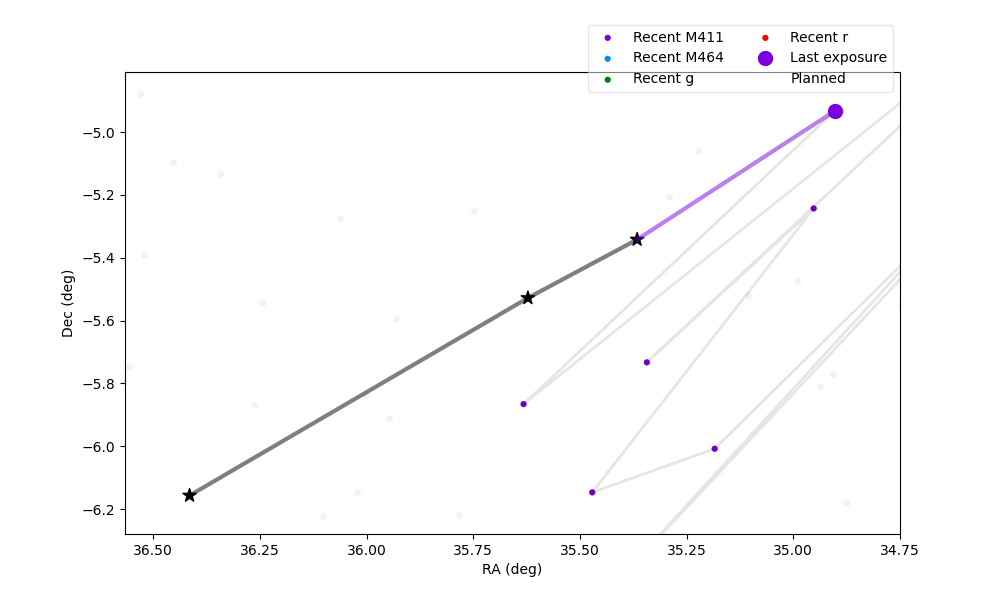 Recent M411
Recent M464
Recent g
Recent r
Last exposure
Planned
−5.0
−5.2
−5.4
−5.6
−5.8
−6.0
−6.2
Dec (deg)
36.50
36.25
36.00
35.75
35.50
35.25
35.00
34.75
RA (deg)